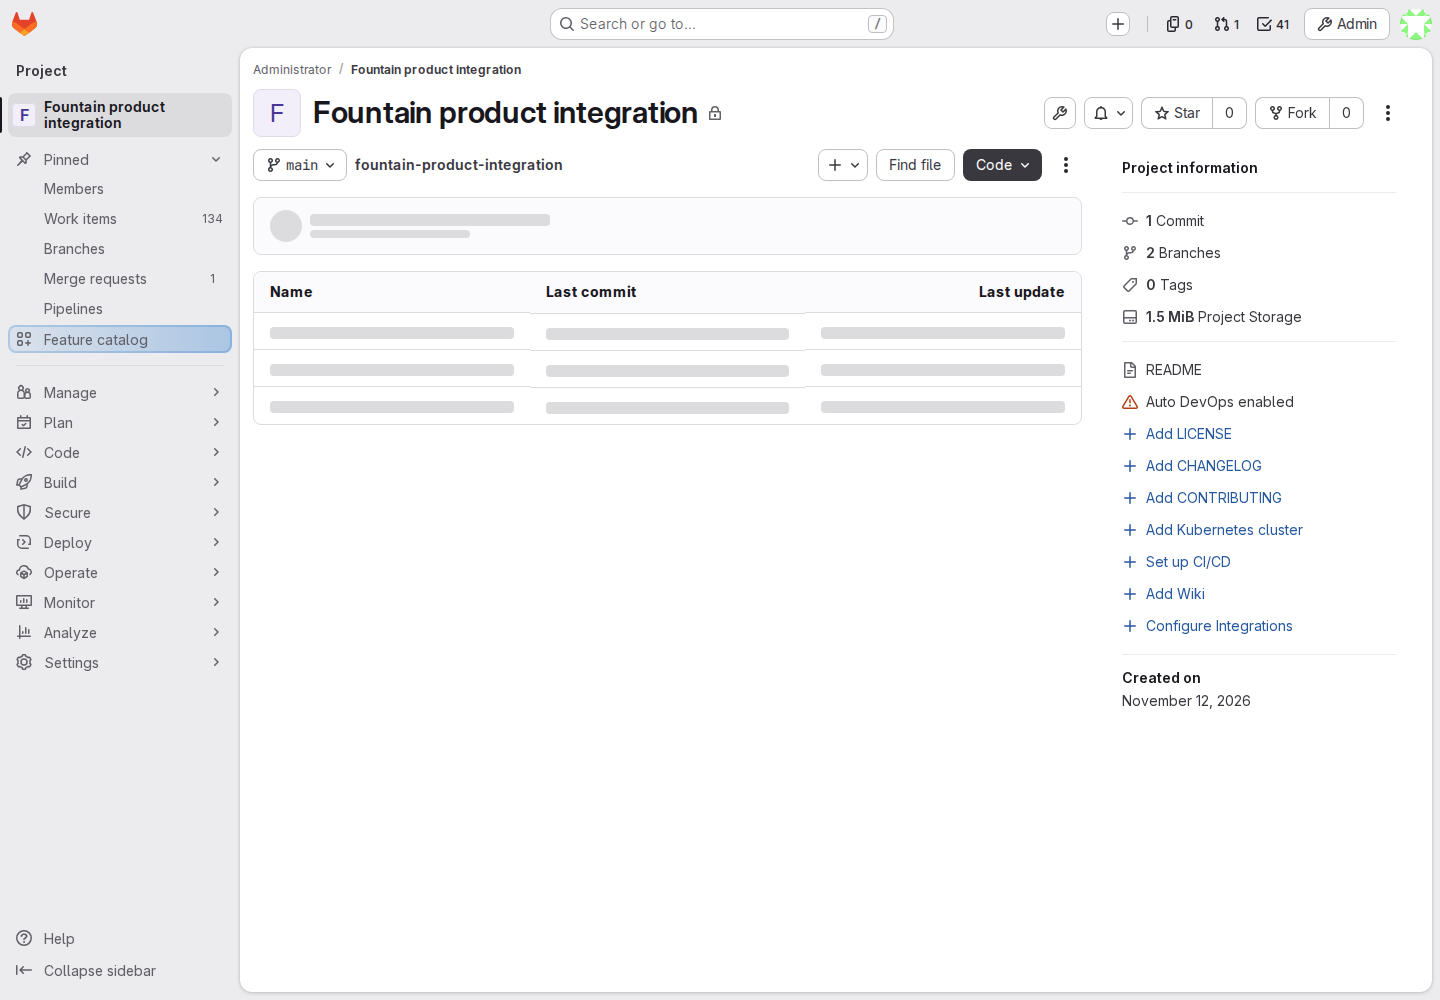 Search or go to...
/
0
1
41
Admin
Project
F
Fountain product
integration
Pinned
Members
Work items
134
Branches
Merge requests
1
Pipelines
Feature catalog
Manage
Plan
Code
Build
Secure
Deploy
Operate
Monitor
Analyze
Settings
Help
Collapse sidebar
Administrator / Fountain product integration
F
Fountain product integration
Star
0
Fork
0
main
fountain-product-integration
Find file
Code
Name
Last commit
Last update
Project information
1 Commit
2 Branches
0 Tags
1.5 MiB Project Storage
README
Auto DevOps enabled
Add LICENSE
Add CHANGELOG
Add CONTRIBUTING
Add Kubernetes cluster
Set up CI/CD
Add Wiki
Configure Integrations
Created on
November 12, 2026